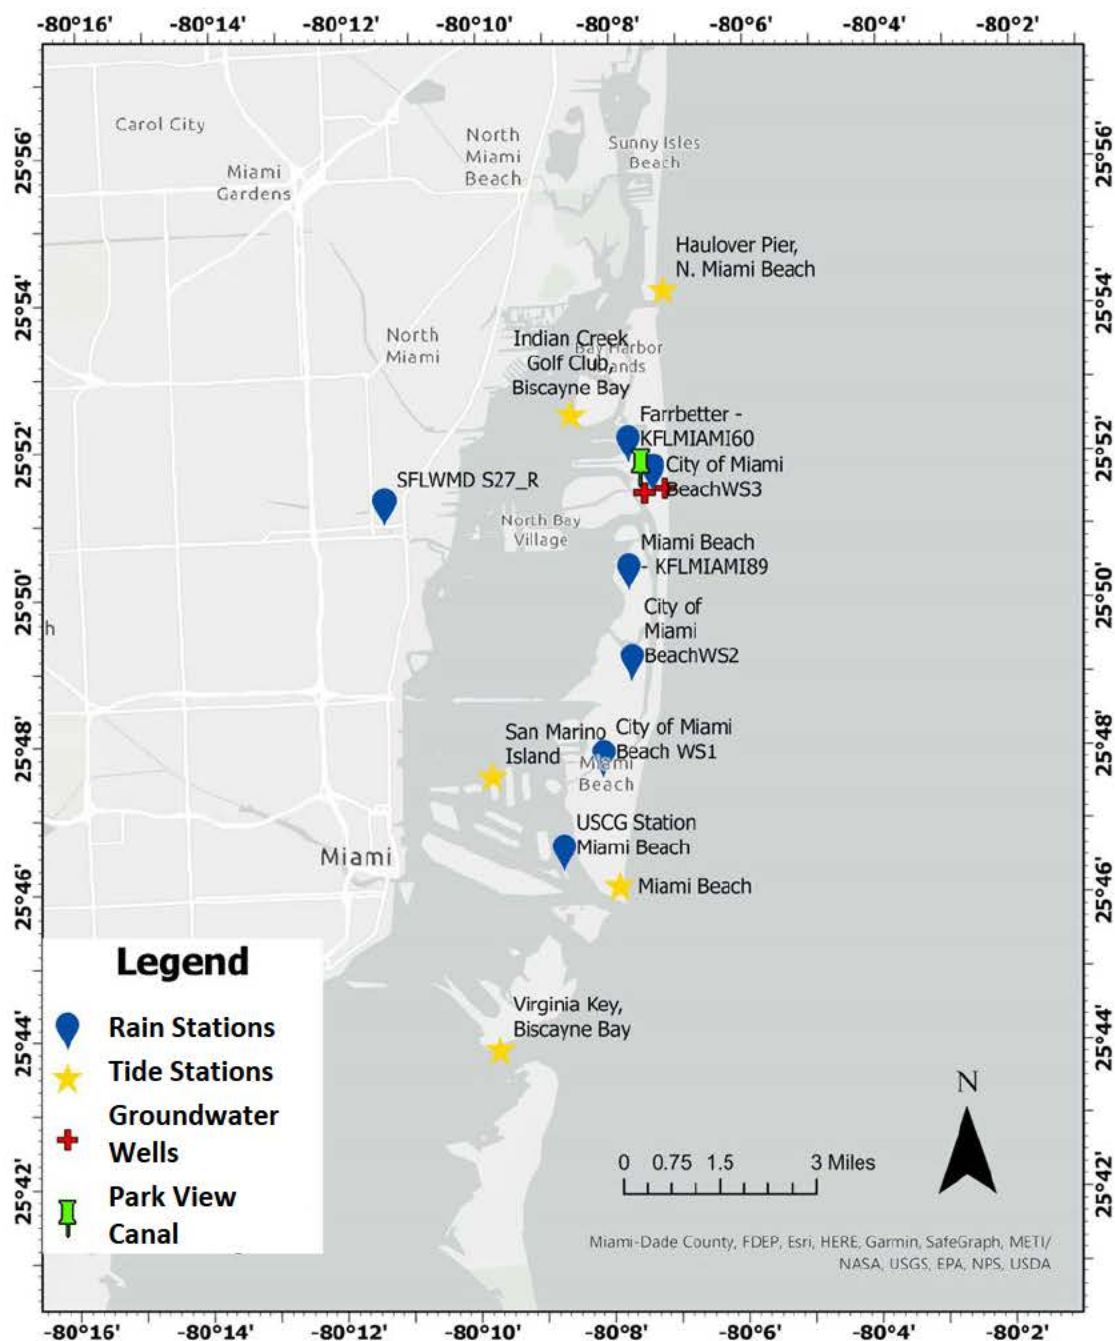 -80°16' -80°14' -80°12' -80°10' -80°8' -80°6' -80°4' -80°2'
25°56'
25°54'
25°52'
25°50'
25°48'
25°46'
25°44'
25°42'
25°56'
25°54'
25°52'
25°50'
25°48'
25°46'
25°44'
25°42'
Carol City
Miami
Gardens
North
Miami
Beach
Sunny Isles
Beach
Haulover Pier,
N. Miami Beach
North
Miami
Indian Creek
Golf Club,
Biscayne Bay
Bay Harbor
Islands
Farrbetter -
KFLMIAMI60
City of Miami
BeachWS3
SFLWMD S27_R
North Bay
Village
Miami Beach
- KFLMIAMI89
City of
Miami
BeachWS2
h
San Marino
Island
City of Miami
Beach WS1
Miami
Beach
USCG Station
Miami Beach
Miami
Miami Beach
Virginia Key,
Biscayne Bay
Legend
Rain Stations
Tide Stations
Groundwater
Wells
Park View
Canal
N
0 0.75 1.5 3 Miles
Miami-Dade County, FDEP, Esri, HERE, Garmin, SafeGraph, METI/
NASA, USGS, EPA, NPS, USDA
-80°16' -80°14' -80°12' -80°10' -80°8' -80°6' -80°4' -80°2'